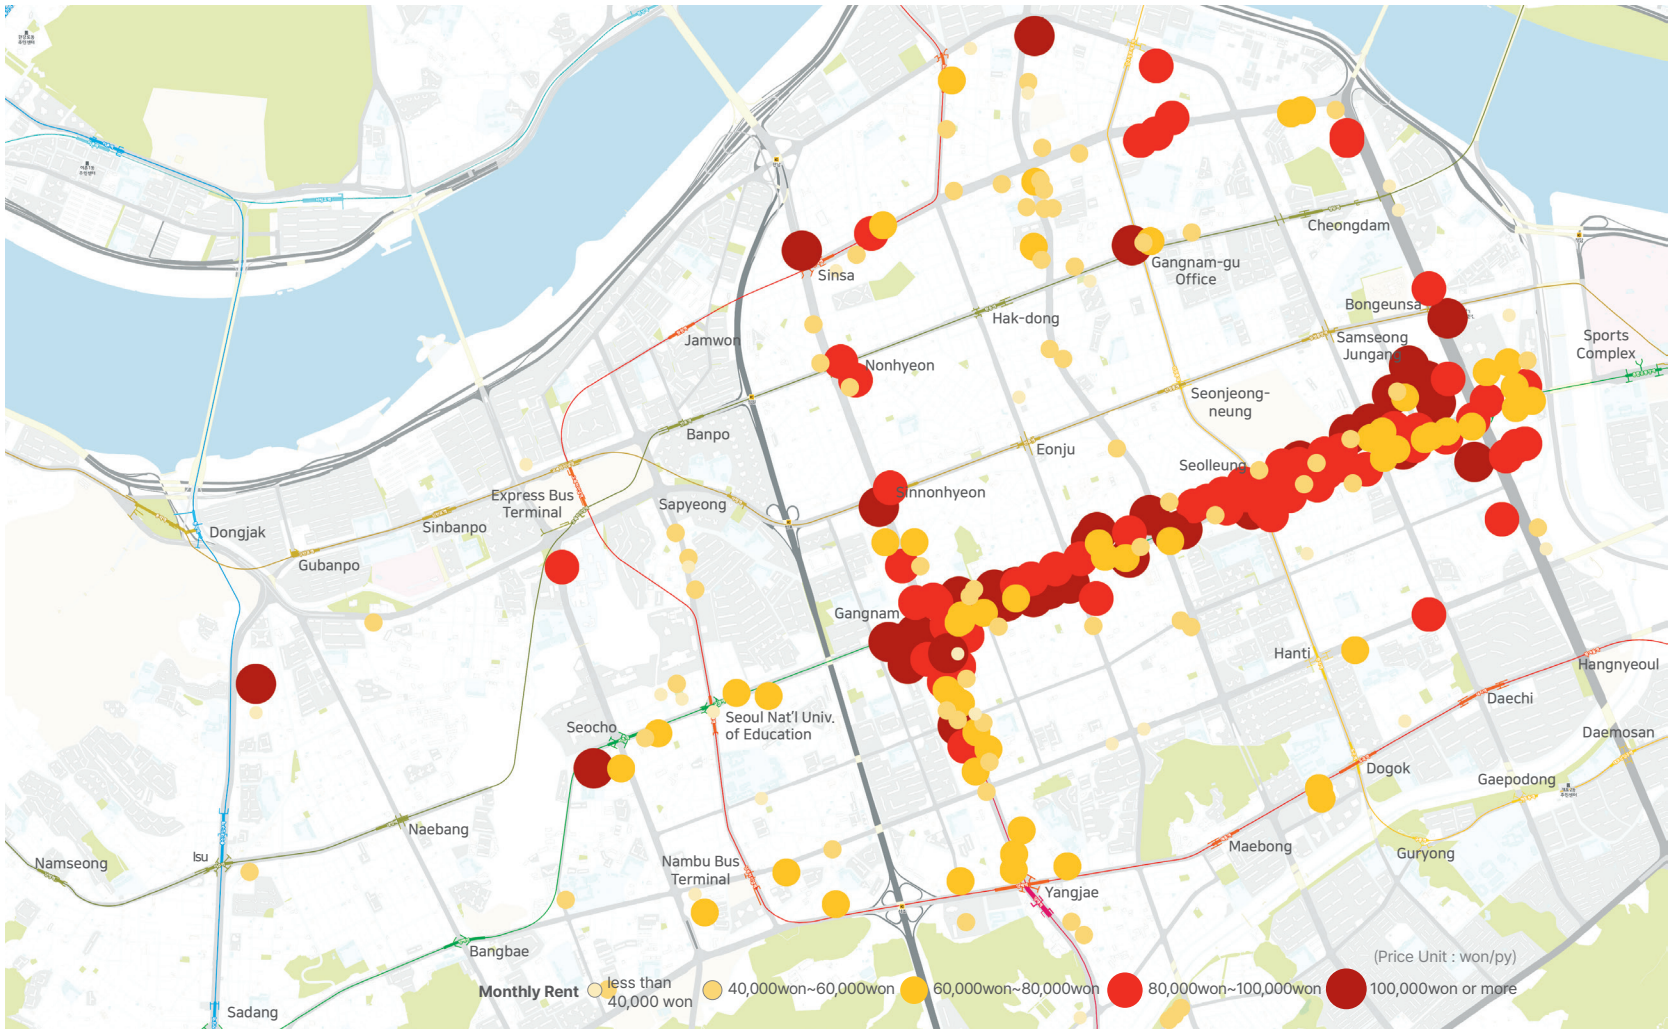 Cheongdam
Gangnam-gu
Office
Sinsa
Bongeunsa
Hak-dong
Samseong
Jungang
Sports
Complex
Jamwon
Nonhyeon
Seonjeong-
neung
Banpo
Eonju
Seolleung
Express Bus
Terminal
Sinnonhyeon
Sapyeong
Sinbanpo
Dongjak
Gubanpo
Gangnam
Hanti
Hangnyeoul
Daechi
Seocho
Seoul Nat'l Univ.
of Education
Daemosan
Dogok
Gaepodong
Naebang
Maebong
Guryong
Namseong
Isu
Nambu Bus
Terminal
Yangjae
Bangbae
Sadang
(Price Unit : won/py)
Monthly Rent
less than
40,000 won
40,000won~60,000won
60,000won~80,000won
80,000won~100,000won
100,000won or more